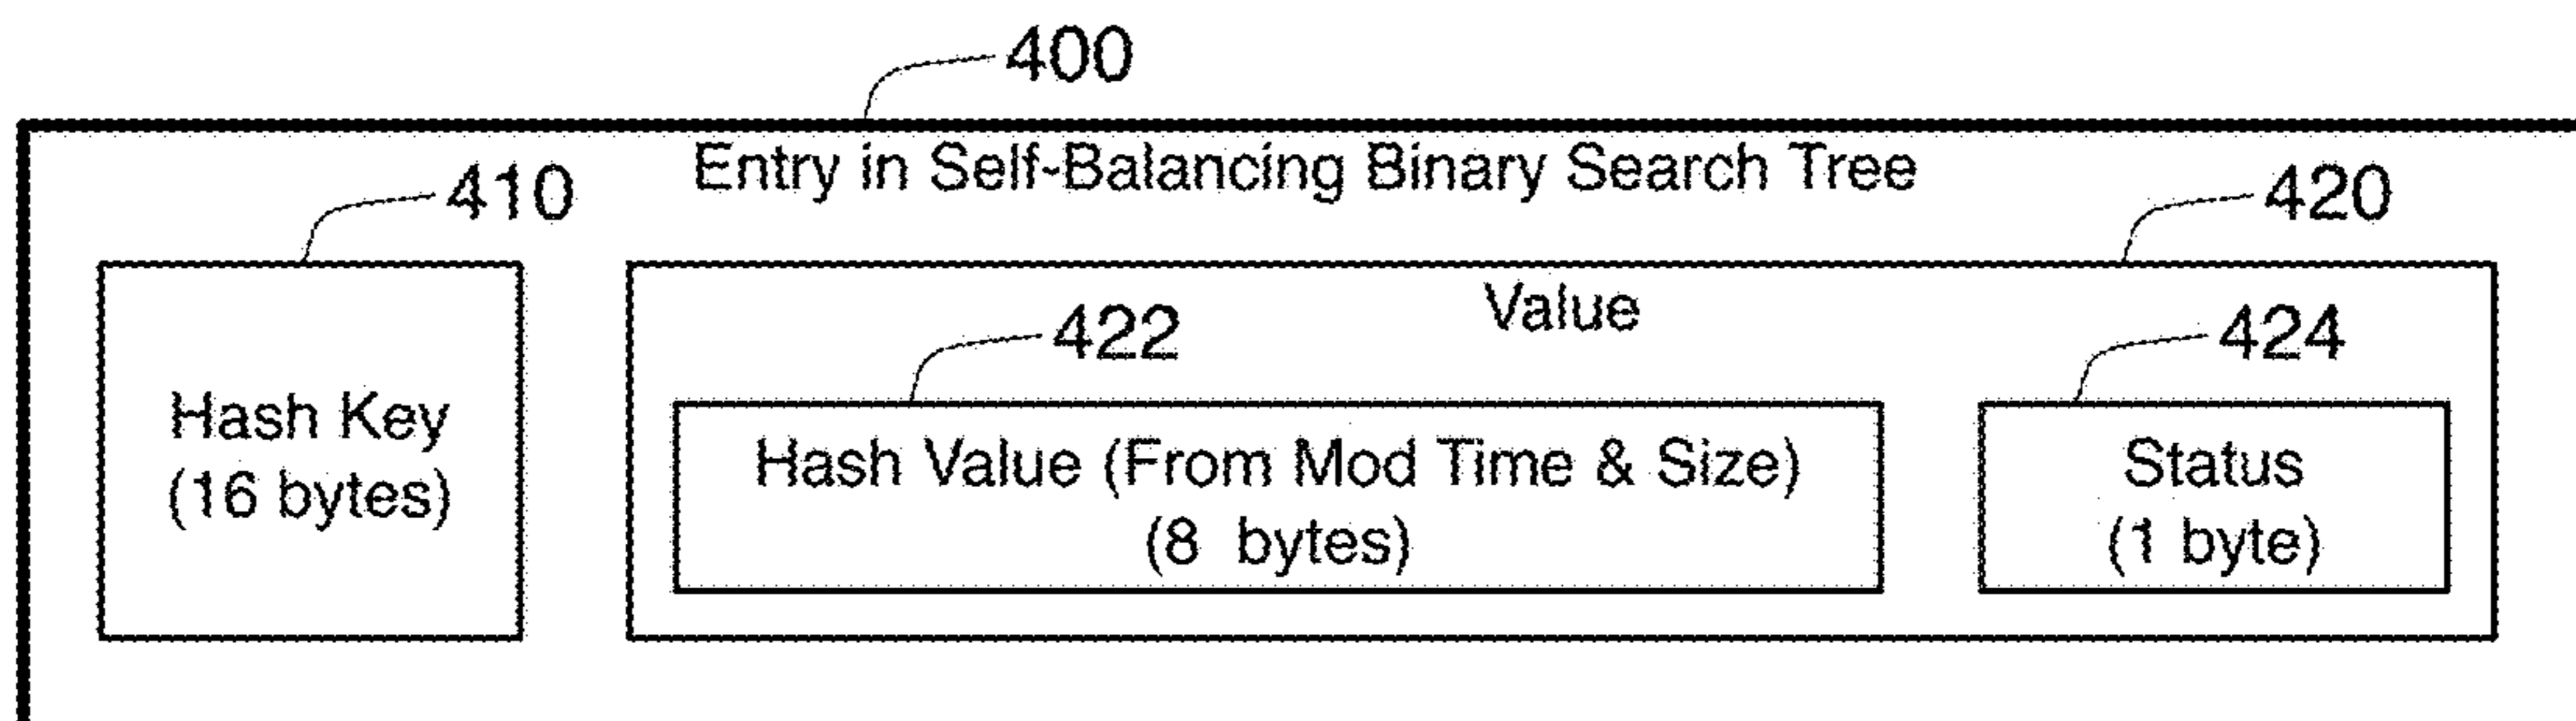 400
Entry in Self-Balancing Binary Search Tree
410
420
Value
422
424
Hash Key
(16 bytes)
Hash Value (From Mod Time & Size)
(8 bytes)
Status
(1 byte)